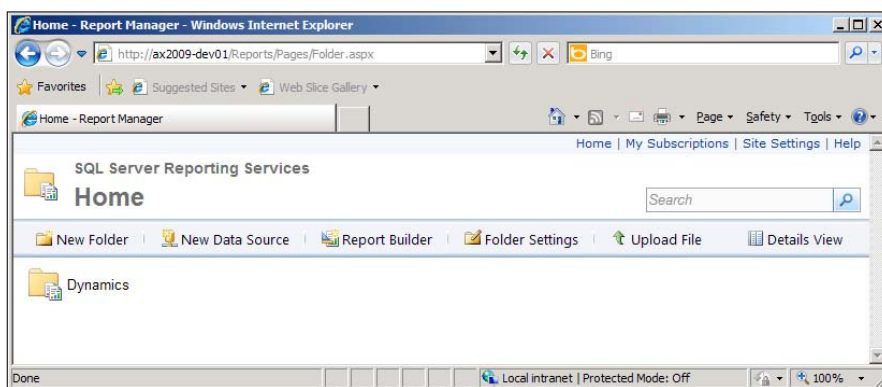 Home - Report Manager - Windows Internet Explorer
http://ax2009-dev01/Reports/Pages/Folder.aspx
Bing
Favorites Suggested Sites Web Slice Gallery
Home - Report Manager Page Safety Tools
Home | My Subscriptions | Site Settings | Help
SQL Server Reporting Services
Home
Search
New Folder New Data Source Report Builder Folder Settings Upload File Details View
Dynamics
Done Local intranet | Protected Mode: Off 100%